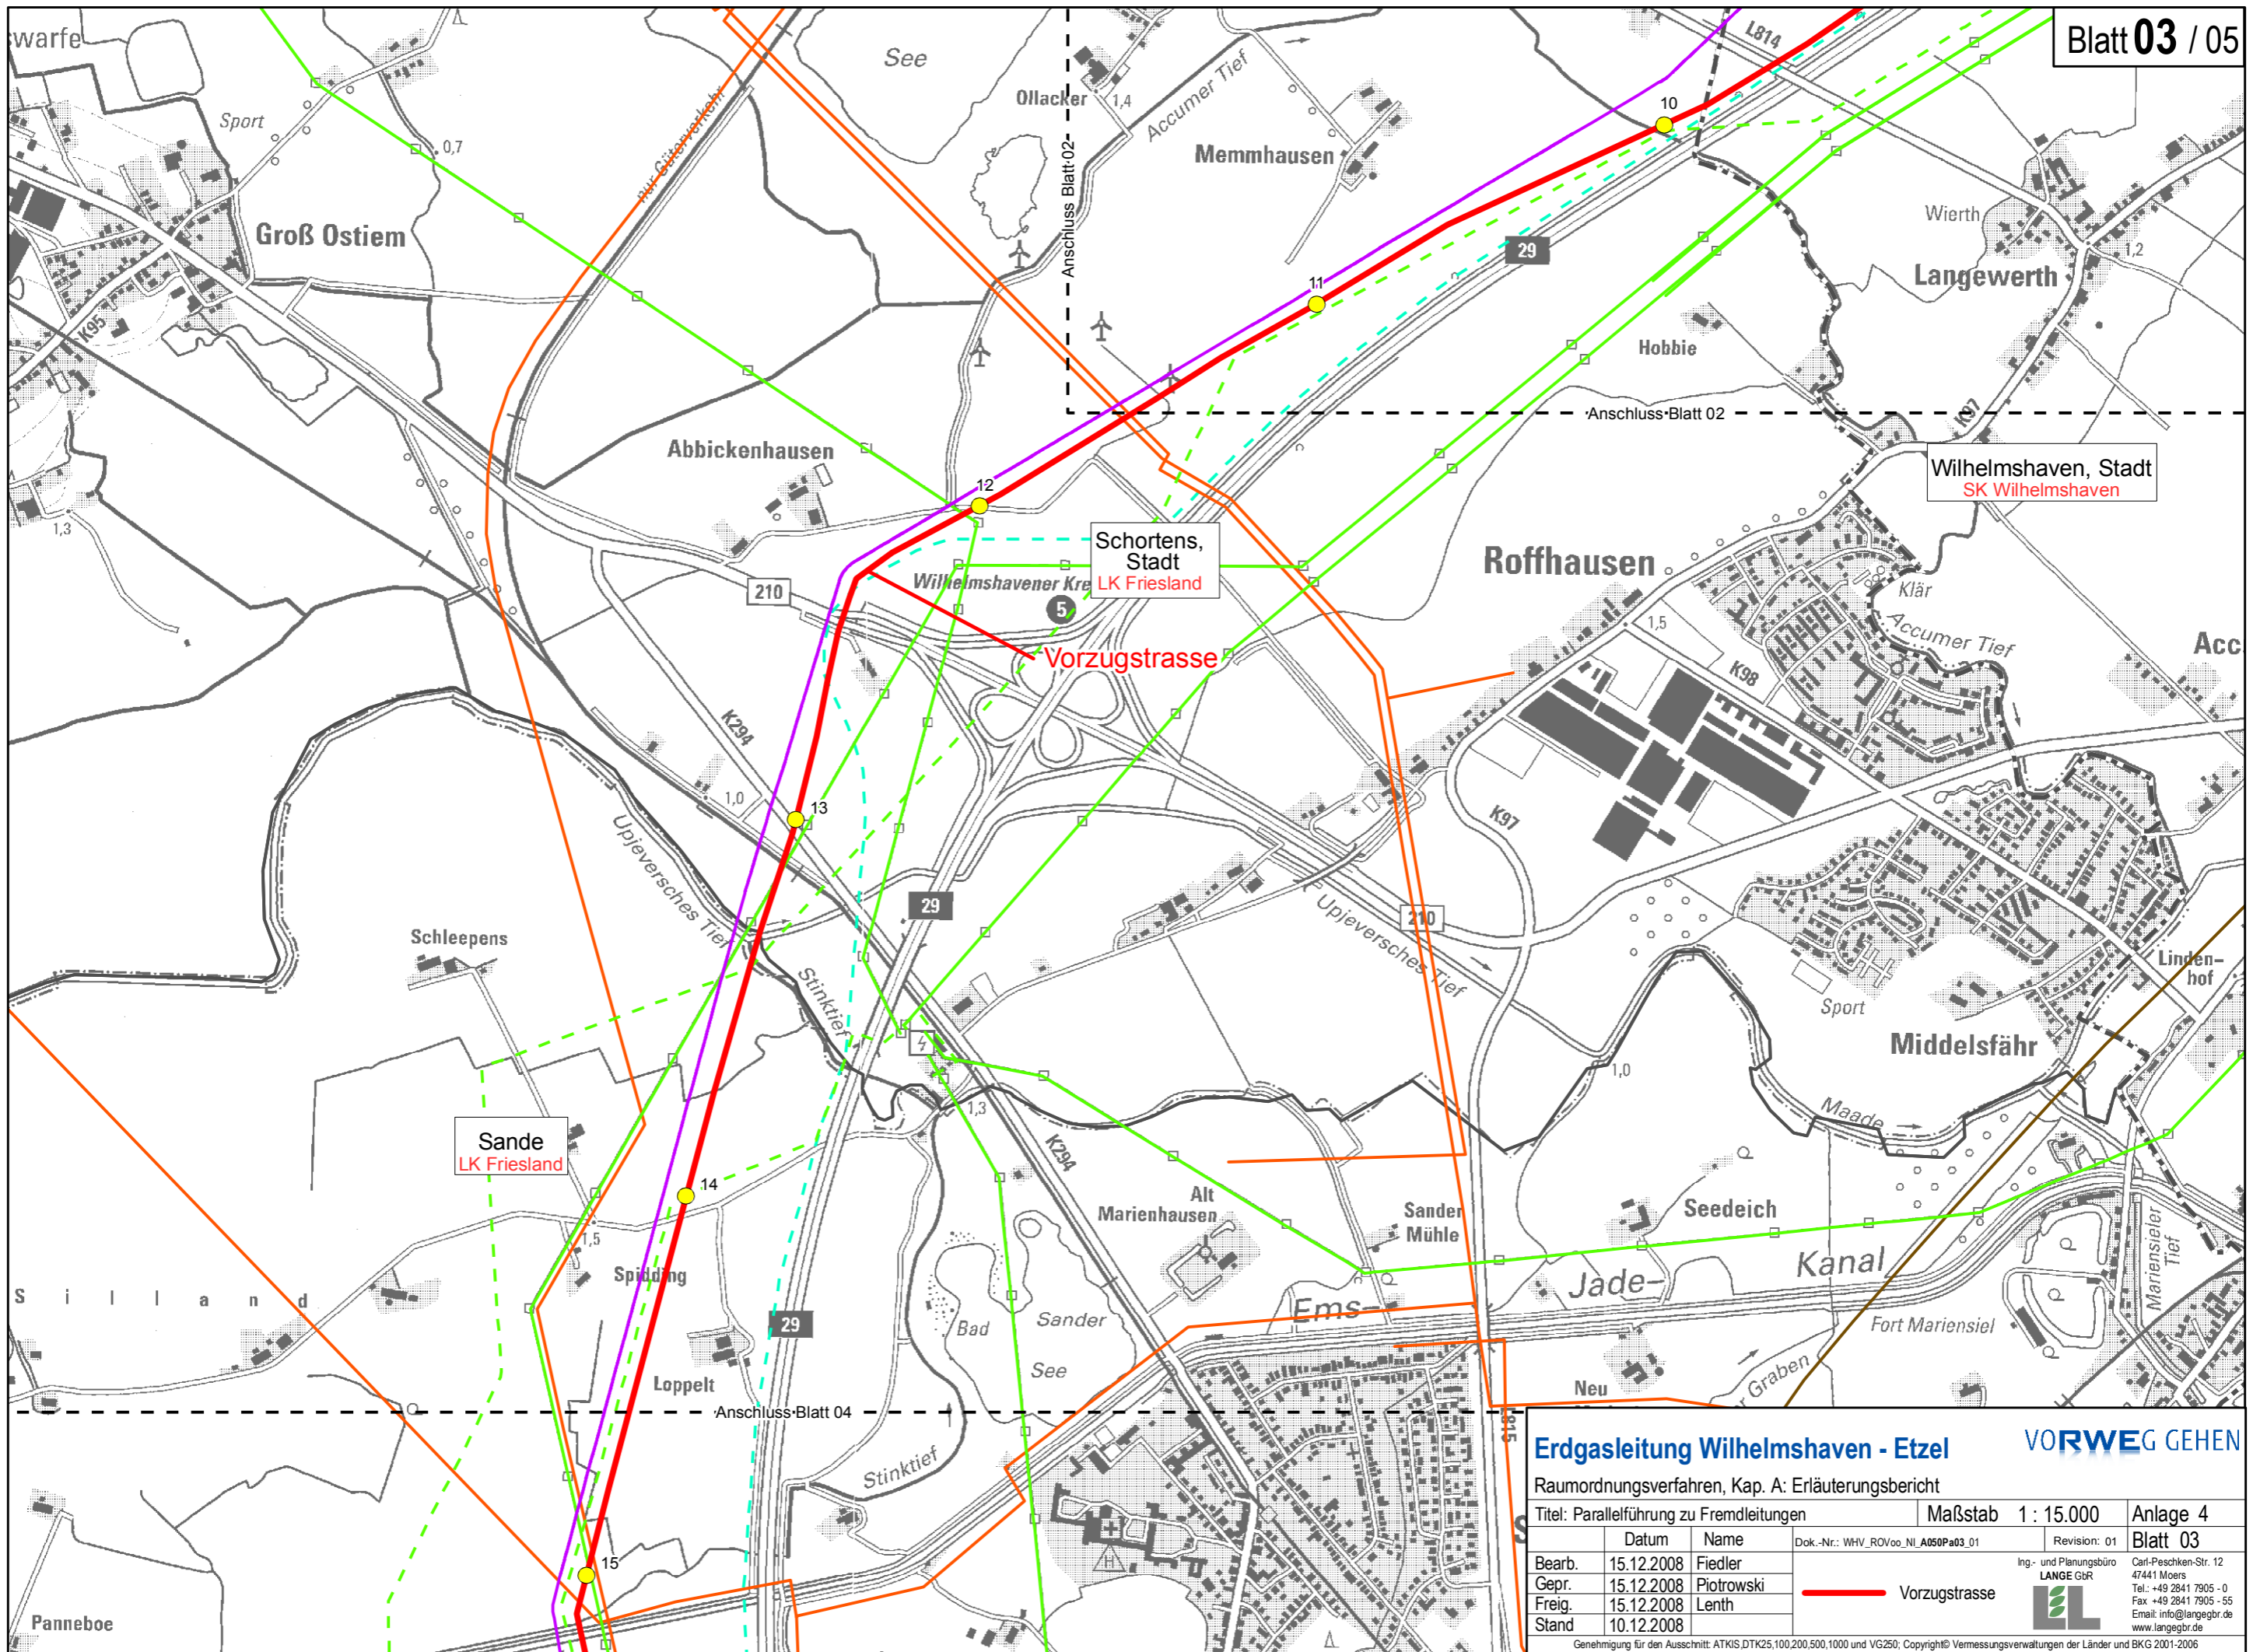 Blatt 03 / 05
warfe
Sport
0,7
Groß Ostiem
K95
nur Güterverkehr
See
Ollacker
1,4
Accumer Tief
Anschluss Blatt 02
Memmhausen
L814
10
Wierth
1,2
Langewerth
29
11
Hobbie
K97
Anschluss Blatt 02
Wilhelmshaven, Stadt
SK Wilhelmshaven
Abbickenhausen
12
1,3
Schortens,
Stadt
LK Friesland
Wilhelmshavener Kre
5
210
Vorzugstrasse
Roffhausen
1,5
Klär
Accumer Tief
Acc
K98
K294
1,0
13
Upjeversches Tief
K97
29
210
Upjeversches Tief
Schleepens
Stinktief
Linden-
hof
Sport
Middelsfähr
1,0
1,3
Maade
Sande
LK Friesland
K294
14
Alt
Marienhausen
Sander
Mühle
Seedeich
1,5
Spidding
Silland
29
Bad
Sander
See
Ems-
Jade-
Kanal
Mariensieler
Tief
Fort Mariensiel
Loppelt
Neu
r Graben
Anschluss Blatt 04
L815
Stinktief
15
Panneboe
H
S
Erdgasleitung Wilhelmshaven - Etzel
VORWEG GEHEN
Raumordnungsverfahren, Kap. A: Erläuterungsbericht
Titel: Parallelführung zu Fremdleitungen
Maßstab 1 : 15.000
Anlage 4
Datum Name
Dok.-Nr.: WHV_ROVoo_NI_A050Pa03_01
Revision: 01
Blatt 03
Bearb. 15.12.2008 Fiedler
Gepr. 15.12.2008 Piotrowski
Freig. 15.12.2008 Lenth
Stand 10.12.2008
Vorzugstrasse
Ing.- und Planungsbüro
LANGE GbR
Carl-Peschken-Str. 12
47441 Moers
Tel.: +49 2841 7905 - 0
Fax +49 2841 7905 - 55
Email: info@langegbr.de
www.langegbr.de
Genehmigung für den Ausschnitt: ATKIS,DTK25,100,200,500,1000 und VG250; Copyright© Vermessungsverwaltungen der Länder und BKG 2001-2006